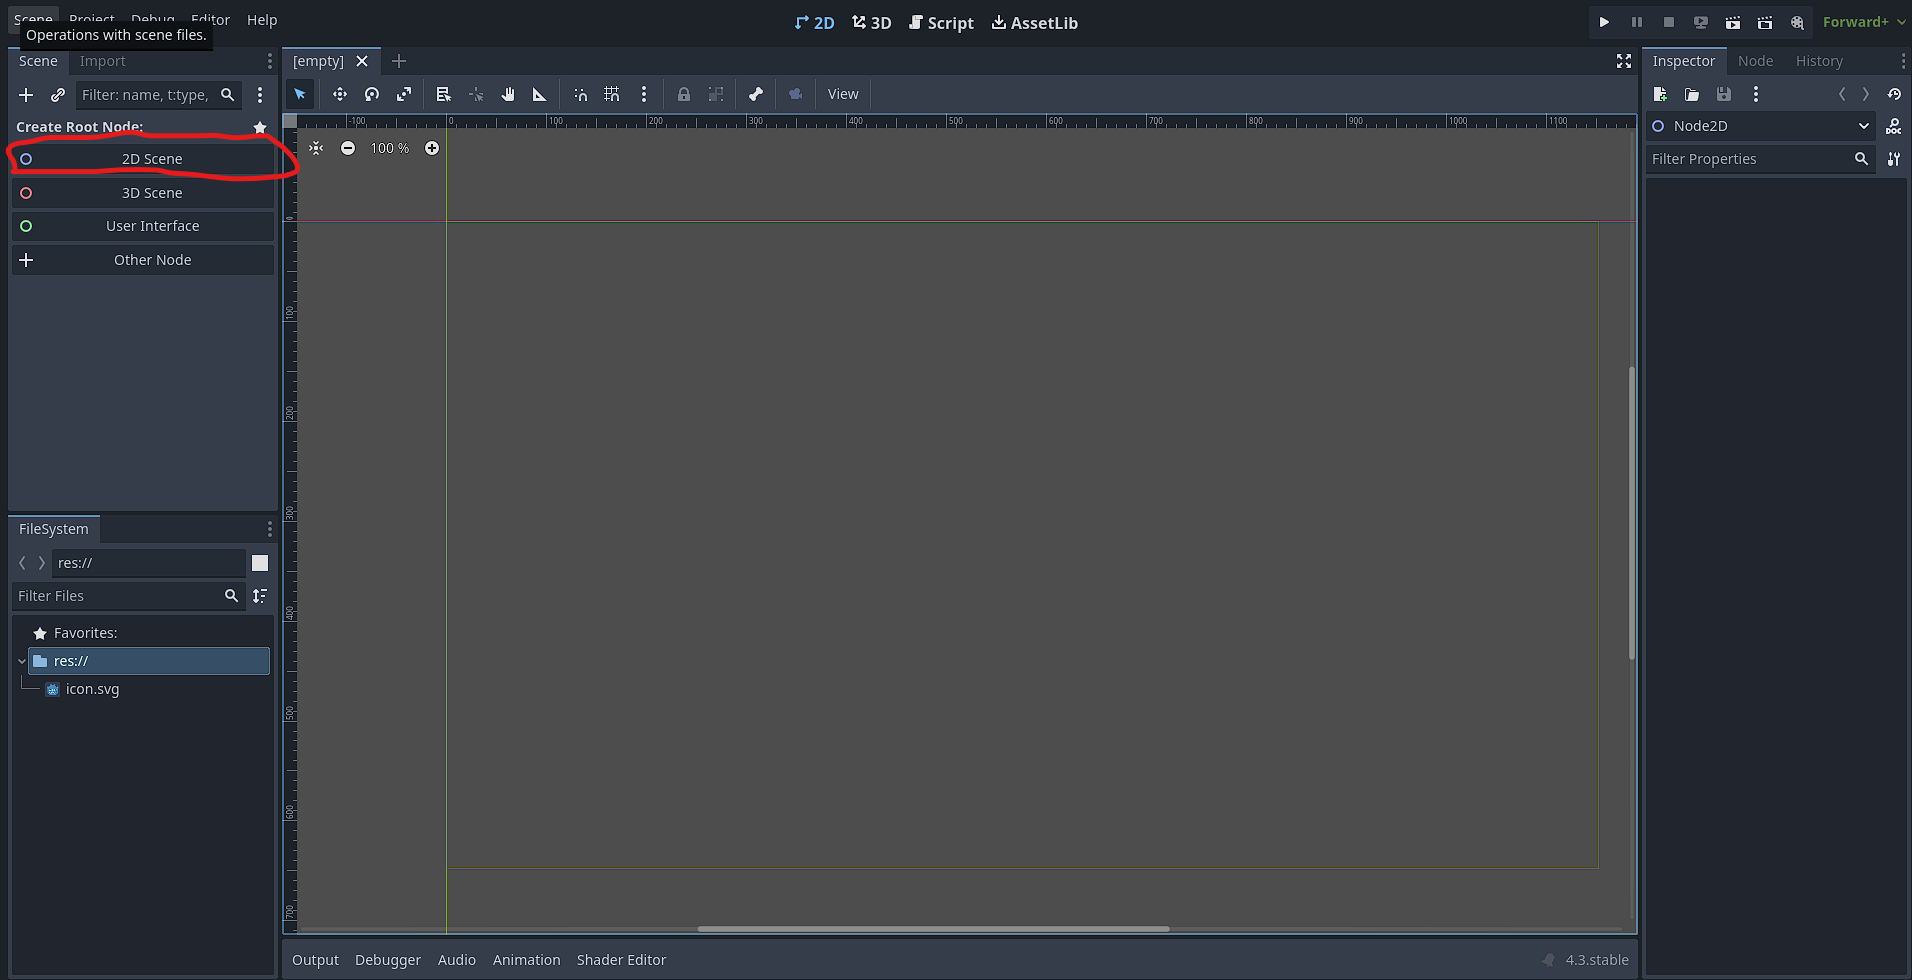 Scene Project Debug Editor Help
Operations with scene files.
2D 3D Script AssetLib
Forward+
Scene Import
Filter: name, t:type,
Create Root Node:
2D Scene
3D Scene
User Interface
Other Node
FileSystem
res://
Filter Files
Favorites:
res://
icon.svg
[empty]
View
-100 0 100 200 300 400 500 600 700 800 900 1000 1100
100 %
0
100
200
300
400
500
600
700
Output Debugger Audio Animation Shader Editor
4.3.stable
Inspector Node History
Node2D
DOC
Filter Properties